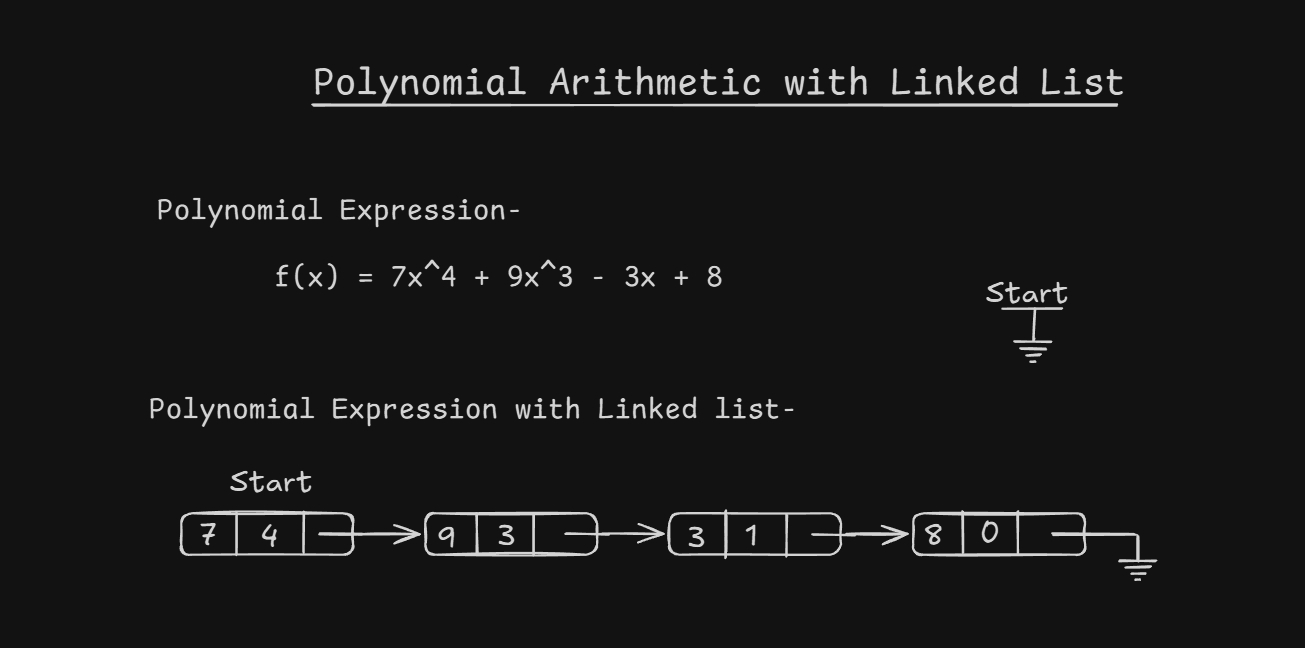 Polynomial Arithmetic with Linked List
Polynomial Expression-
f(x) = 7x^4 + 9x^3 - 3x + 8
Start
Polynomial Expression with Linked list-
Start
7 4 9 3 3 1 8 0